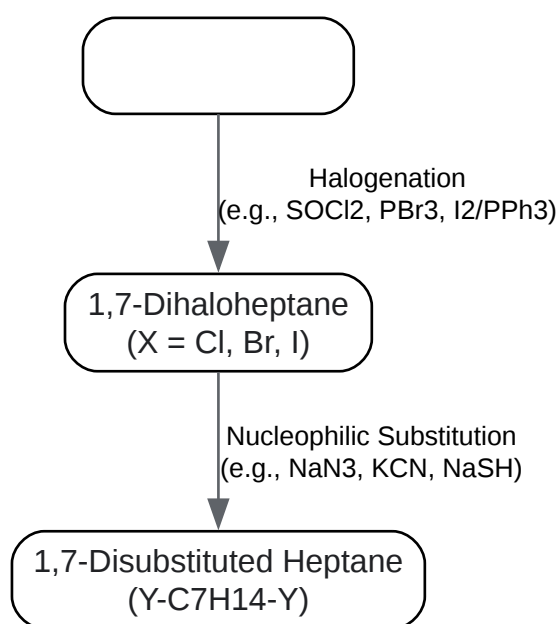 Halogenation
(e.g., SOCl2, PBr3, I2/PPh3)
1,7-Dihaloheptane
(X = Cl, Br, I)
Nucleophilic Substitution
(e.g., NaN3, KCN, NaSH)
1,7-Disubstituted Heptane
(Y-C7H14-Y)